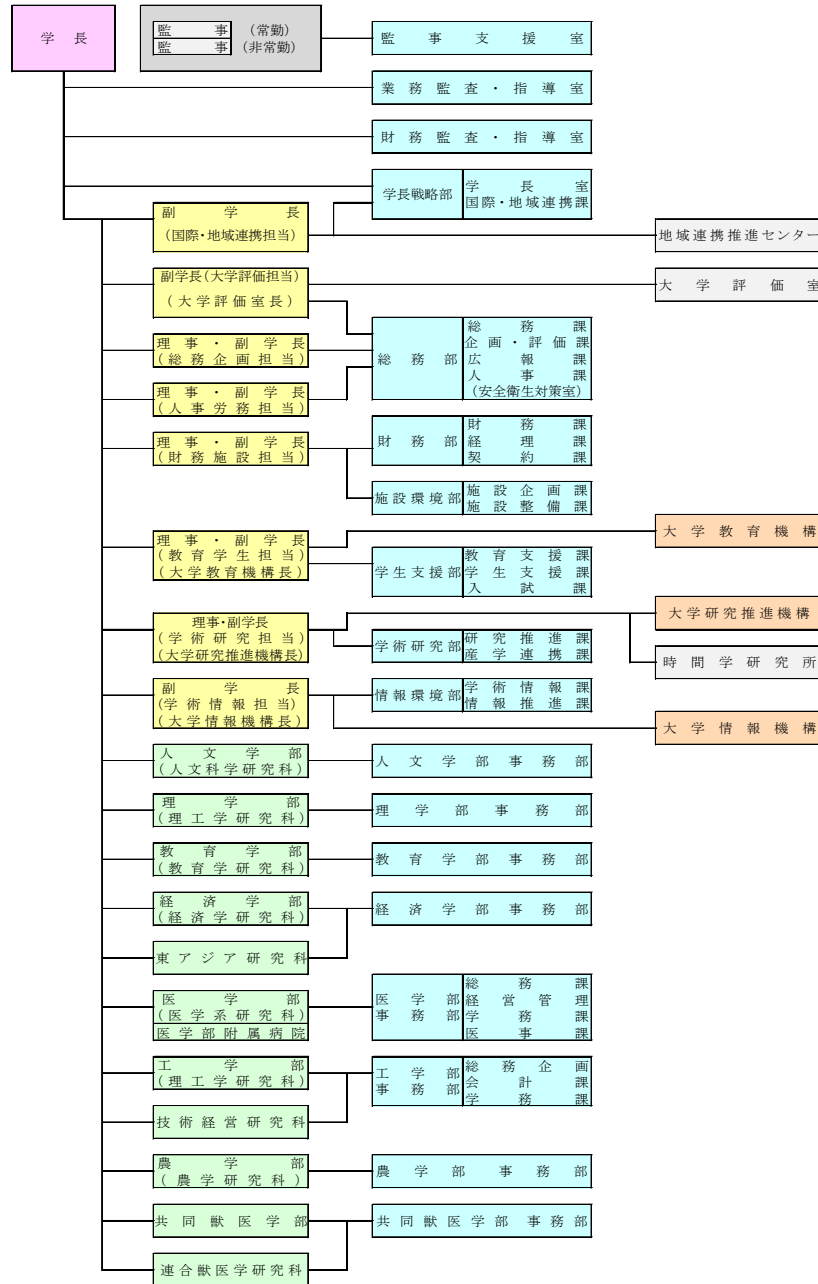 学長
監事 (常勤)
監事 (非常勤)
監事支援室
業務監査・指導室
財務監査・指導室
学長戦略部
学長室
国際・地域連携課
副学長
(国際・地域連携担当)
地域連携推進センター
副学長(大学評価担当)
(大学評価室長)
大学評価室
理事・副学長
(総務企画担当)
総務部
総務課
企画・評価課
広報課
人事課
(安全衛生対策室)
理事・副学長
(人事労務担当)
理事・副学長
(財務施設担当)
財務部
財務課
経理課
契約課
施設環境部
施設企画課
施設整備課
理事・副学長
(教育学生担当)
(大学教育機構長)
大学教育機構
学生支援部
教育支援課
学生支援課
入試課
理事・副学長
(学術研究担当)
(大学研究推進機構長)
大学研究推進機構
学術研究部
研究推進課
産学連携課
時間学研究所
副学長
(学術情報担当)
(大学情報機構長)
情報環境部
学術情報課
情報推進課
大学情報機構
人文学部
(人文科学研究科)
人文学部事務部
理学部
(理工学研究科)
理学部事務部
教育学部
(教育学研究科)
教育学部事務部
経済学部
(経済学研究科)
経済学部事務部
東アジア研究科
医学部
(医学系研究科)
医学部附属病院
医学部
事務部
総務課
経営管理
学務課
医事課
工学部
(理工学研究科)
工学部
事務部
総務企画
会計課
学務課
技術経営研究科
農学部
(農学研究科)
農学部事務部
共同獣医学部
共同獣医学部事務部
連合獣医学研究科